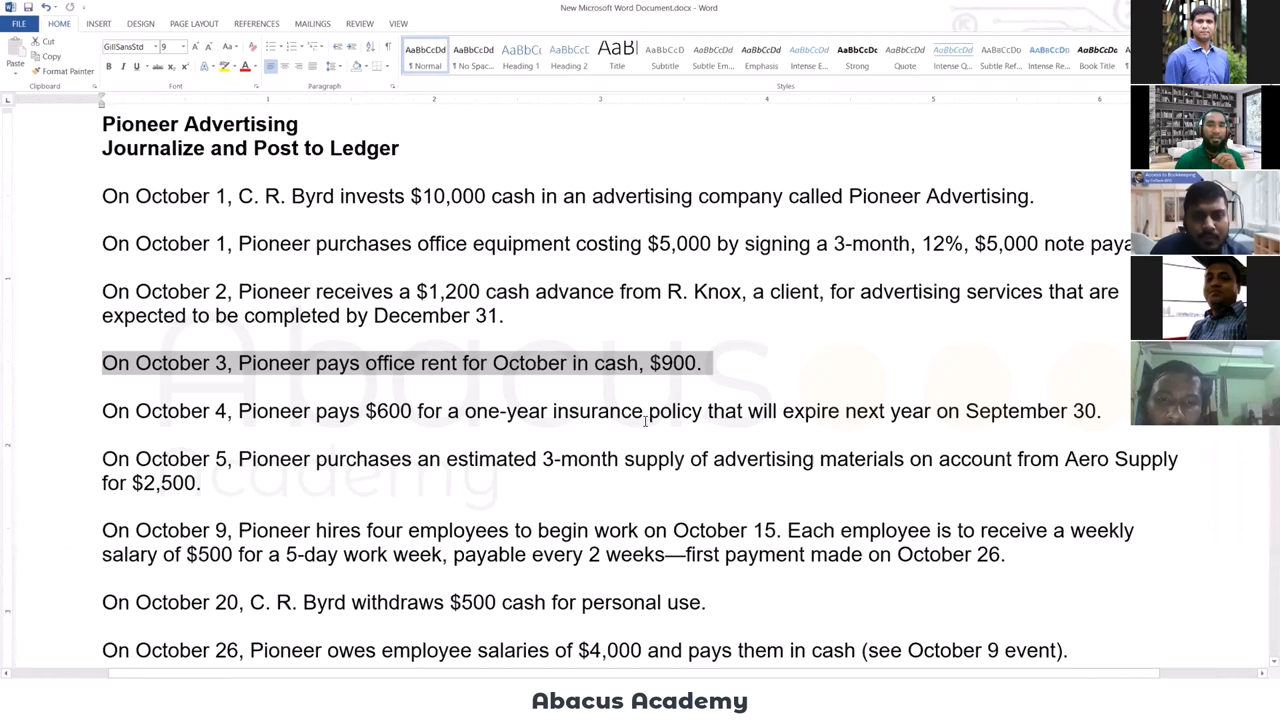 New Microsoft Word Document.docx - Word
FILE HOME INSERT DESIGN PAGE LAYOUT REFERENCES MAILINGS REVIEW VIEW
Paste
Cut
Copy
Format Painter
GillSansStd 9
AaBbCcDd AaBbCcDd AaBbCc AaBbCcC AaBl AaBbCcD AaBbCcDd AaBbCcDd AaBbCcDd AaBbCcDd AaBbCcDd AaBbCcDd AaBbCcDd AaBbCcDd
¶ Normal ¶ No Spac... Heading 1 Heading 2 Title Subtitle Subtle Em... Emphasis Intense E... Strong Quote Intense Q... Subtle Ref... Intense Re... Book Title
Clipboard Font Paragraph Styles
1 2 3 4 5 6
Pioneer Advertising
Journalize and Post to Ledger
On October 1, C. R. Byrd invests $10,000 cash in an advertising company called Pioneer Advertising.
On October 1, Pioneer purchases office equipment costing $5,000 by signing a 3-month, 12%, $5,000 note paya
On October 2, Pioneer receives a $1,200 cash advance from R. Knox, a client, for advertising services that are
expected to be completed by December 31.
On October 3, Pioneer pays office rent for October in cash, $900.
On October 4, Pioneer pays $600 for a one-year insurance policy that will expire next year on September 30.
On October 5, Pioneer purchases an estimated 3-month supply of advertising materials on account from Aero Supply
for $2,500.
On October 9, Pioneer hires four employees to begin work on October 15. Each employee is to receive a weekly
salary of $500 for a 5-day work week, payable every 2 weeks—first payment made on October 26.
On October 20, C. R. Byrd withdraws $500 cash for personal use.
On October 26, Pioneer owes employee salaries of $4,000 and pays them in cash (see October 9 event).
Abacus
Academy
Abacus Academy